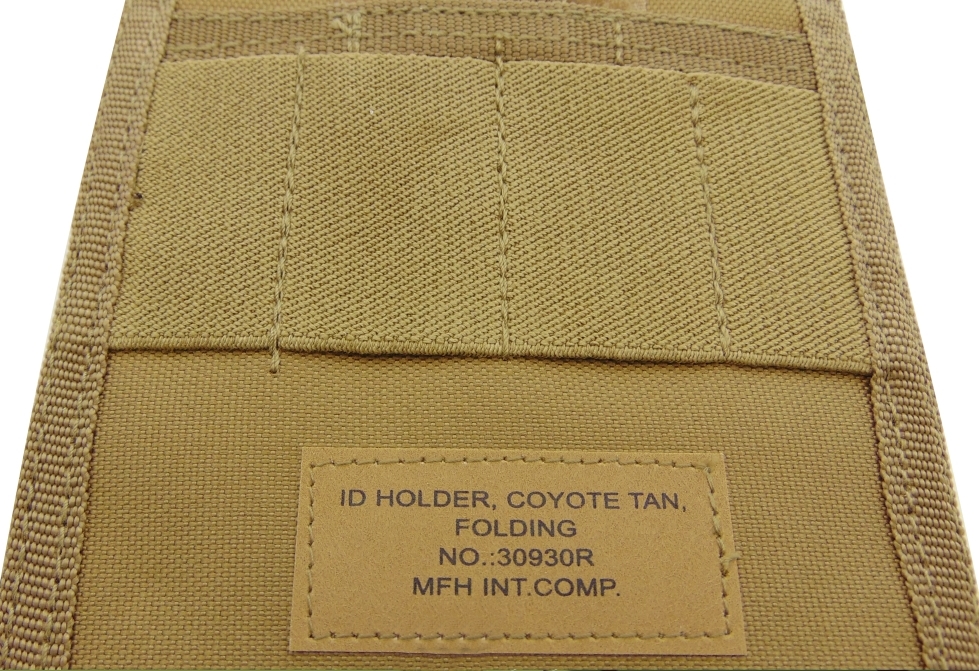 ID HOLDER, COYOTE TAN,
FOLDING
NO.:30930R
MFH INT.COMP.